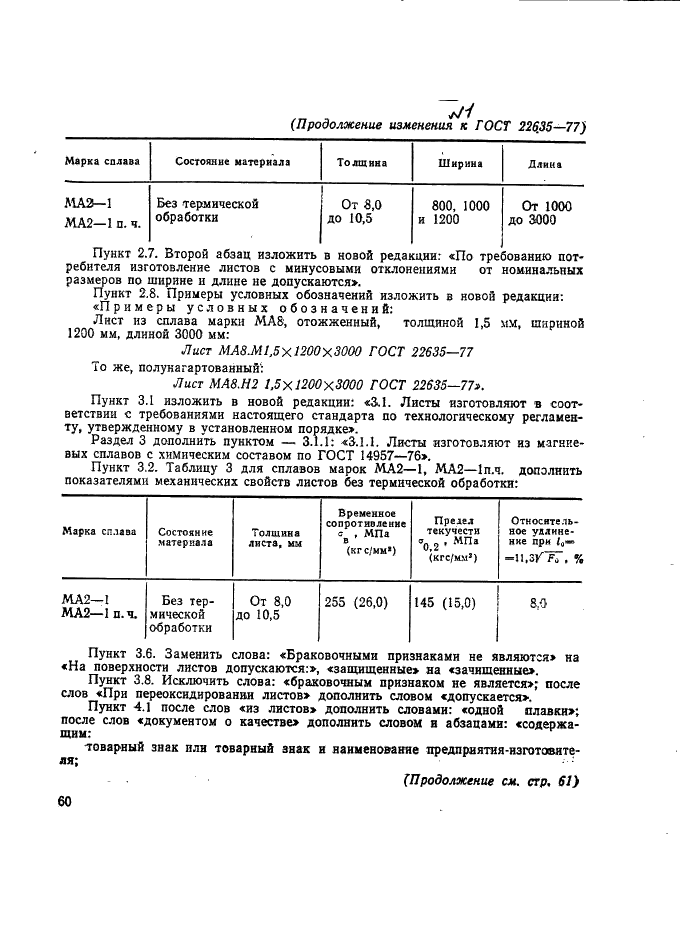 №1
(Продолжение изменения к ГОСТ 22635—77)
Марка сплава Состояние материала Толщина Ширина Длина
МА2—1 Без термической От 8,0 800, 1000 От 1000
МА2—1 п. ч. обработки до 10,5 и 1200 до 3000
Пункт 2.7. Второй абзац изложить в новой редакции: «По требованию пот-
ребителя изготовление листов с минусовыми отклонениями от номинальных
размеров по ширине и длине не допускаются».
Пункт 2.8. Примеры условных обозначений изложить в новой редакции:
«Примеры условных обозначений:
Лист из сплава марки МА8, отожженный, толщиной 1,5 мм, шириной
1200 мм, длиной 3000 мм:
Лист МА8.М1,5×1200×3000 ГОСТ 22635—77
То же, полунагартованный:
Лист МА8.Н2 1,5×1200×3000 ГОСТ 22635—77».
Пункт 3.1 изложить в новой редакции: «3.1. Листы изготовляют в соот-
ветствии с требованиями настоящего стандарта по технологическому регламен-
ту, утвержденному в установленном порядке».
Раздел 3 дополнить пунктом — 3.1.1: «3.1.1. Листы изготовляют из магние-
вых сплавов с химическим составом по ГОСТ 14957—76».
Пункт 3.2. Таблицу 3 для сплавов марок МА2—1, МА2—1п.ч. дополнить
показателями механических свойств листов без термической обработки:
Марка сплава Состояние материала Толщина листа, мм Временное сопротивление σв, МПа (кгс/мм²) Предел текучести σ0,2, МПа (кгс/мм²) Относительное удлинение при l₀= =11,3√F₀, %
МА2—1 Без тер- От 8,0 255 (26,0) 145 (15,0) 8,0
МА2—1 п. ч. мической до 10,5
обработки
Пункт 3.6. Заменить слова: «Браковочными признаками не являются» на
«На поверхности листов допускаются:», «защищенные» на «зачищенные».
Пункт 3.8. Исключить слова: «браковочным признаком не является»; после
слов «При переоксидировании листов» дополнить словом «допускается».
Пункт 4.1 после слов «из листов» дополнить словами: «одной плавки»;
после слов «документом о качестве» дополнить словом и абзацами: «содержа-
щим:
товарный знак или товарный знак и наименование предприятия-изготовите-
ля;
(Продолжение см. стр. 61)
60